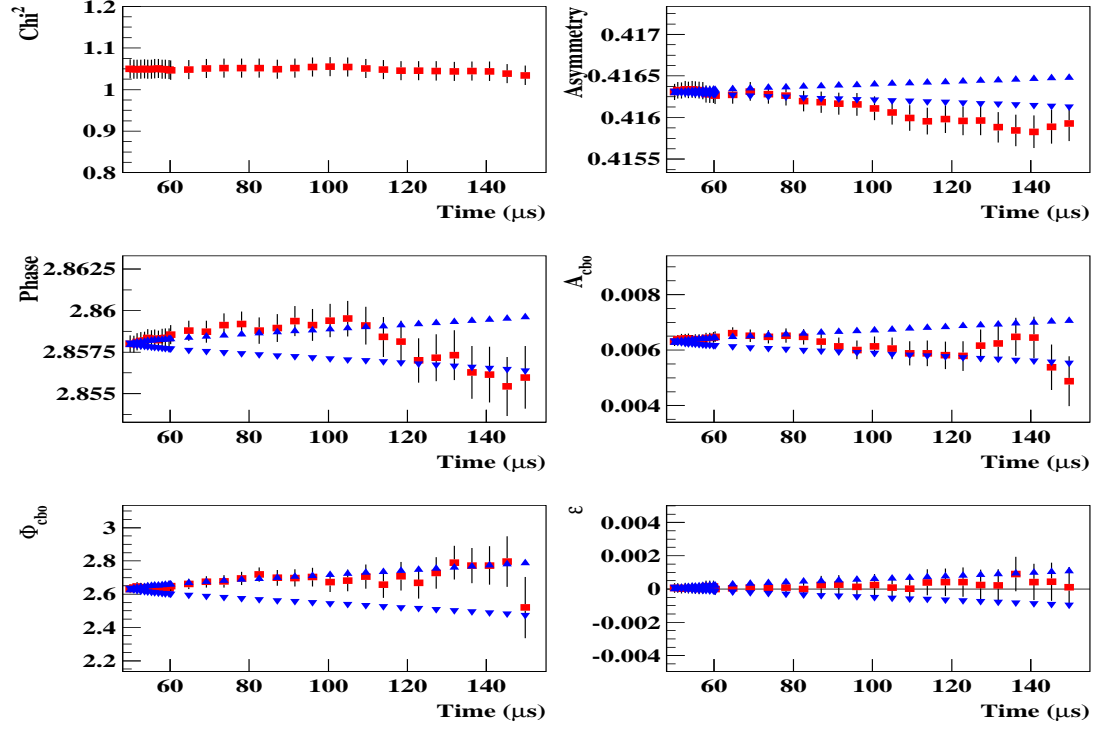 Chi²
1.2
1.1
1
0.9
0.8
60 80 100 120 140
Time (μs)
Asymmetry
0.417
0.4165
0.416
0.4155
60 80 100 120 140
Time (μs)
Phase
2.8625
2.86
2.8575
2.855
60 80 100 120 140
Time (μs)
A_cbo
0.008
0.006
0.004
60 80 100 120 140
Time (μs)
Φ_cbo
3
2.8
2.6
2.4
2.2
60 80 100 120 140
Time (μs)
ε
0.004
0.002
0
-0.002
-0.004
60 80 100 120 140
Time (μs)